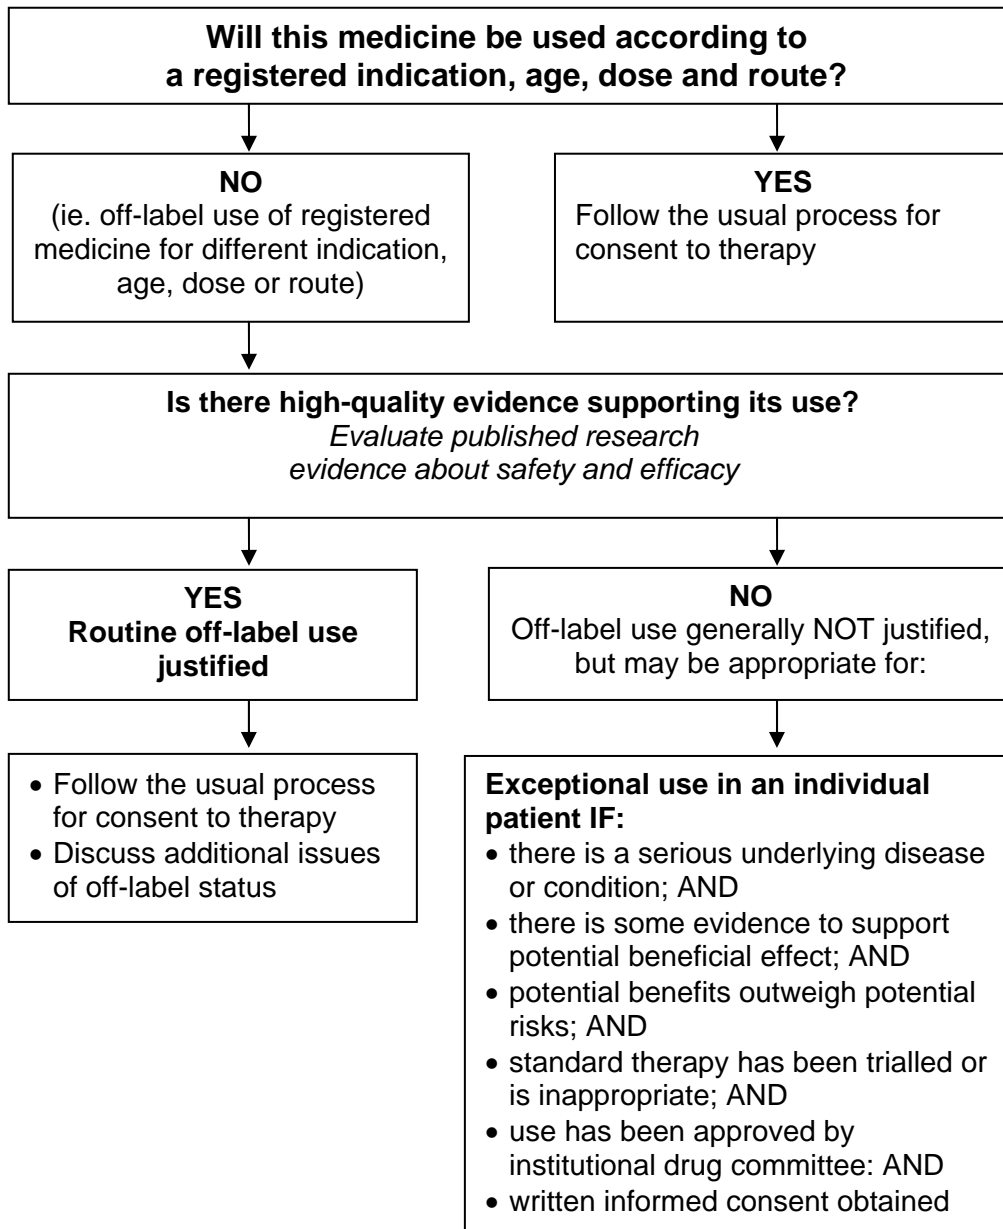 Will this medicine be used according to
a registered indication, age, dose and route?
NO
(ie. off-label use of registered
medicine for different indication,
age, dose or route)
YES
Follow the usual process for
consent to therapy
Is there high-quality evidence supporting its use?
Evaluate published research
evidence about safety and efficacy
YES
Routine off-label use
justified
NO
Off-label use generally NOT justified,
but may be appropriate for:
• Follow the usual process
for consent to therapy
• Discuss additional issues
of off-label status
Exceptional use in an individual
patient IF:
• there is a serious underlying disease
or condition; AND
• there is some evidence to support
potential beneficial effect; AND
• potential benefits outweigh potential
risks; AND
• standard therapy has been trialled or
is inappropriate; AND
• use has been approved by
institutional drug committee: AND
• written informed consent obtained